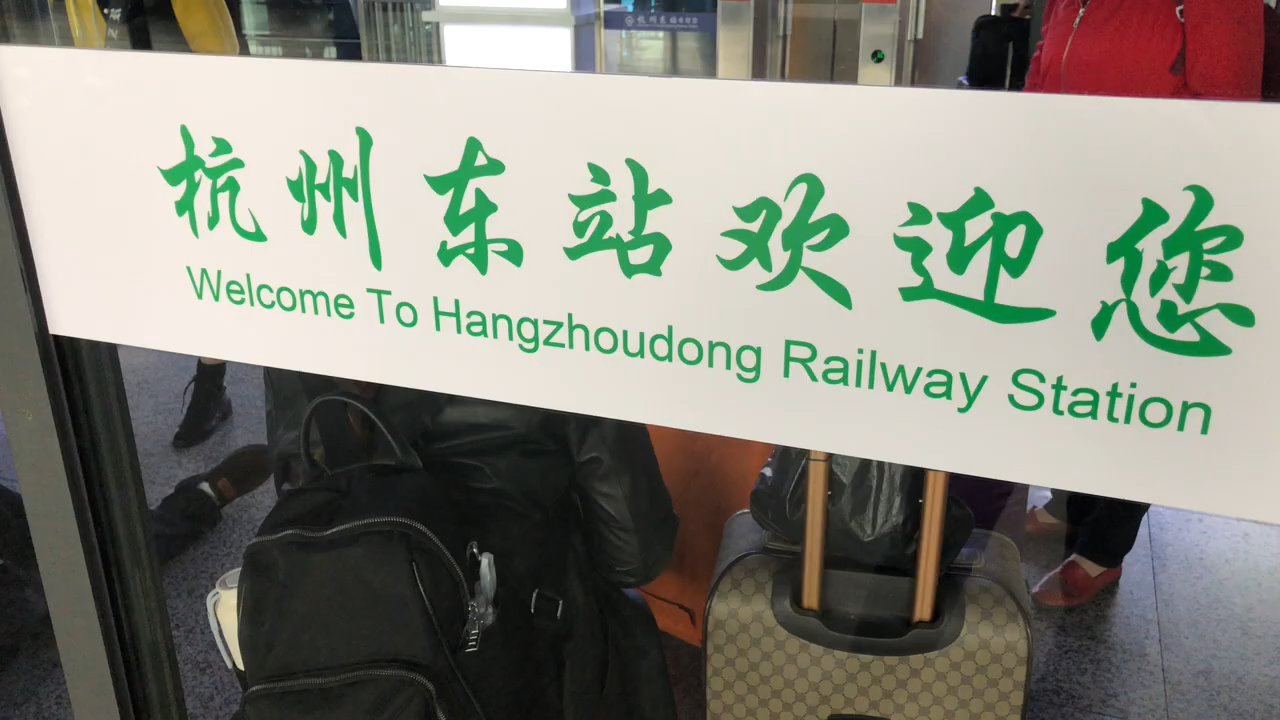 杭州东站欢迎您
Welcome To Hangzhoudong Railway Station